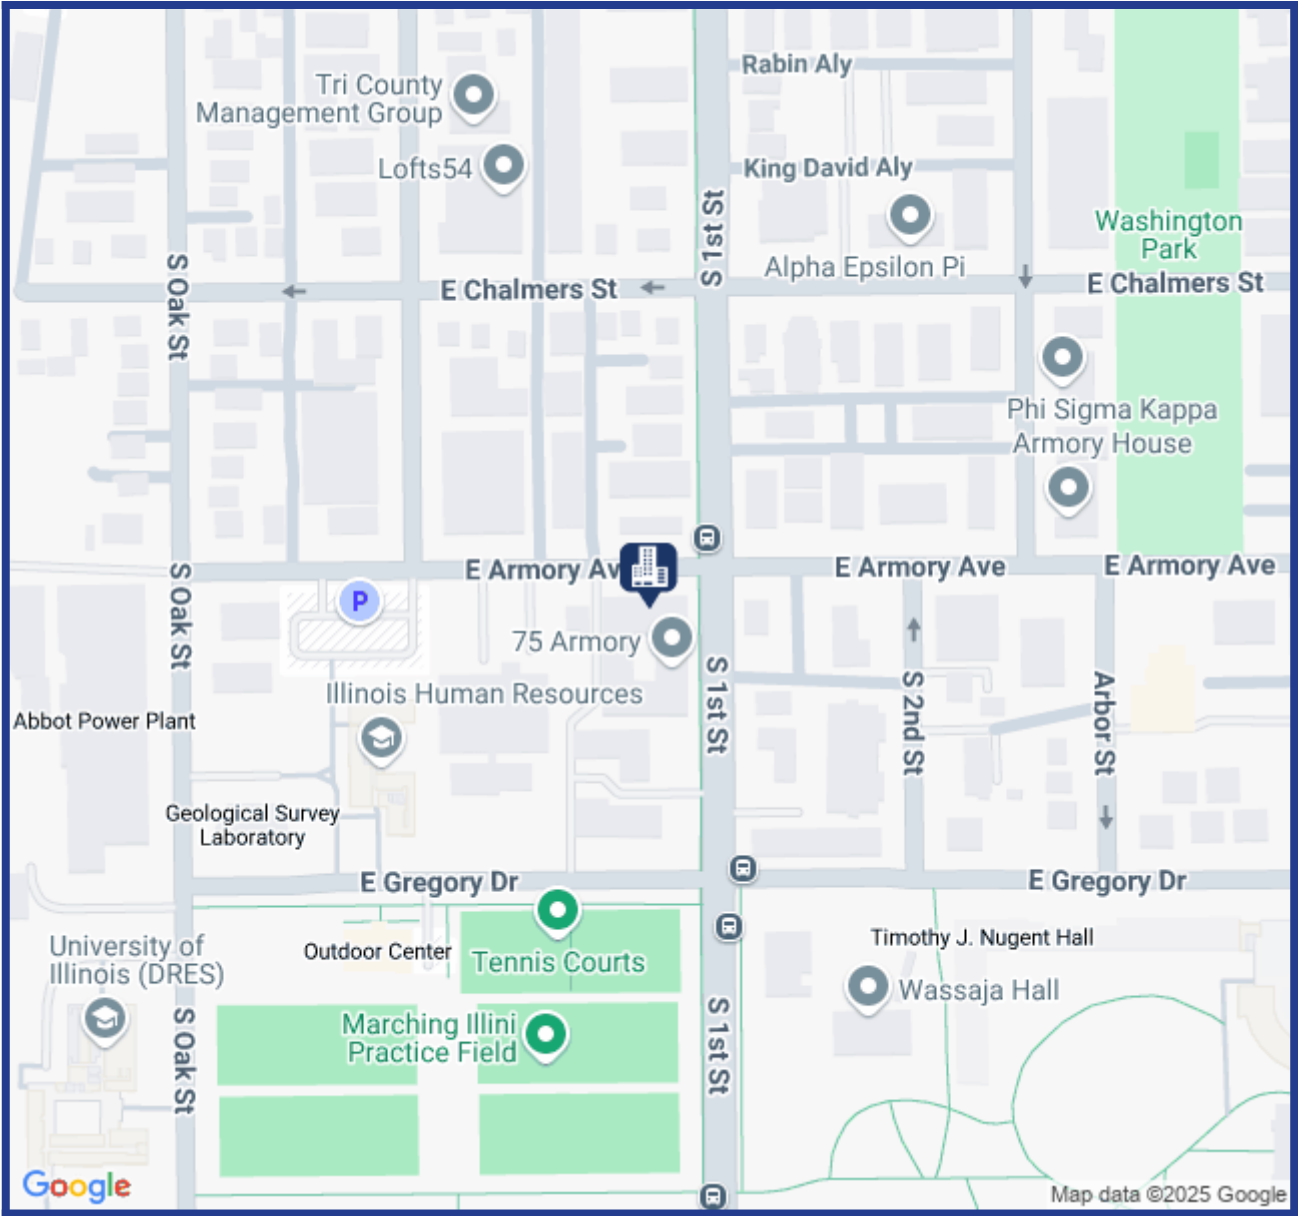 Rabin Aly
Tri County
Management Group
Lofts54
King David Aly
S 1st St
Washington
Park
Alpha Epsilon Pi
S Oak St
E Chalmers St
E Chalmers St
Phi Sigma Kappa
Armory House
E Armory Av
E Armory Ave
E Armory Ave
S Oak St
P
75 Armory
S 1st St
S 2nd St
Arbor St
Illinois Human Resources
Abbot Power Plant
Geological Survey
Laboratory
E Gregory Dr
E Gregory Dr
University of
Illinois (DRES)
Outdoor Center
Tennis Courts
Timothy J. Nugent Hall
Wassaja Hall
S Oak St
Marching Illini
Practice Field
S 1st St
Google
Map data ©2025 Google